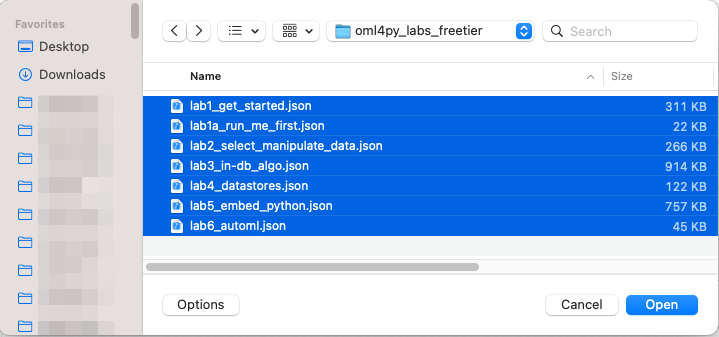 Favorites
Desktop
Downloads
oml4py_labs_freetier
Search
Name Size
lab1_get_started.json 311 KB
lab1a_run_me_first.json 22 KB
lab2_select_manipulate_data.json 266 KB
lab3_in-db_algo.json 914 KB
lab4_datastores.json 122 KB
lab5_embed_python.json 757 KB
lab6_automl.json 45 KB
Options Cancel Open